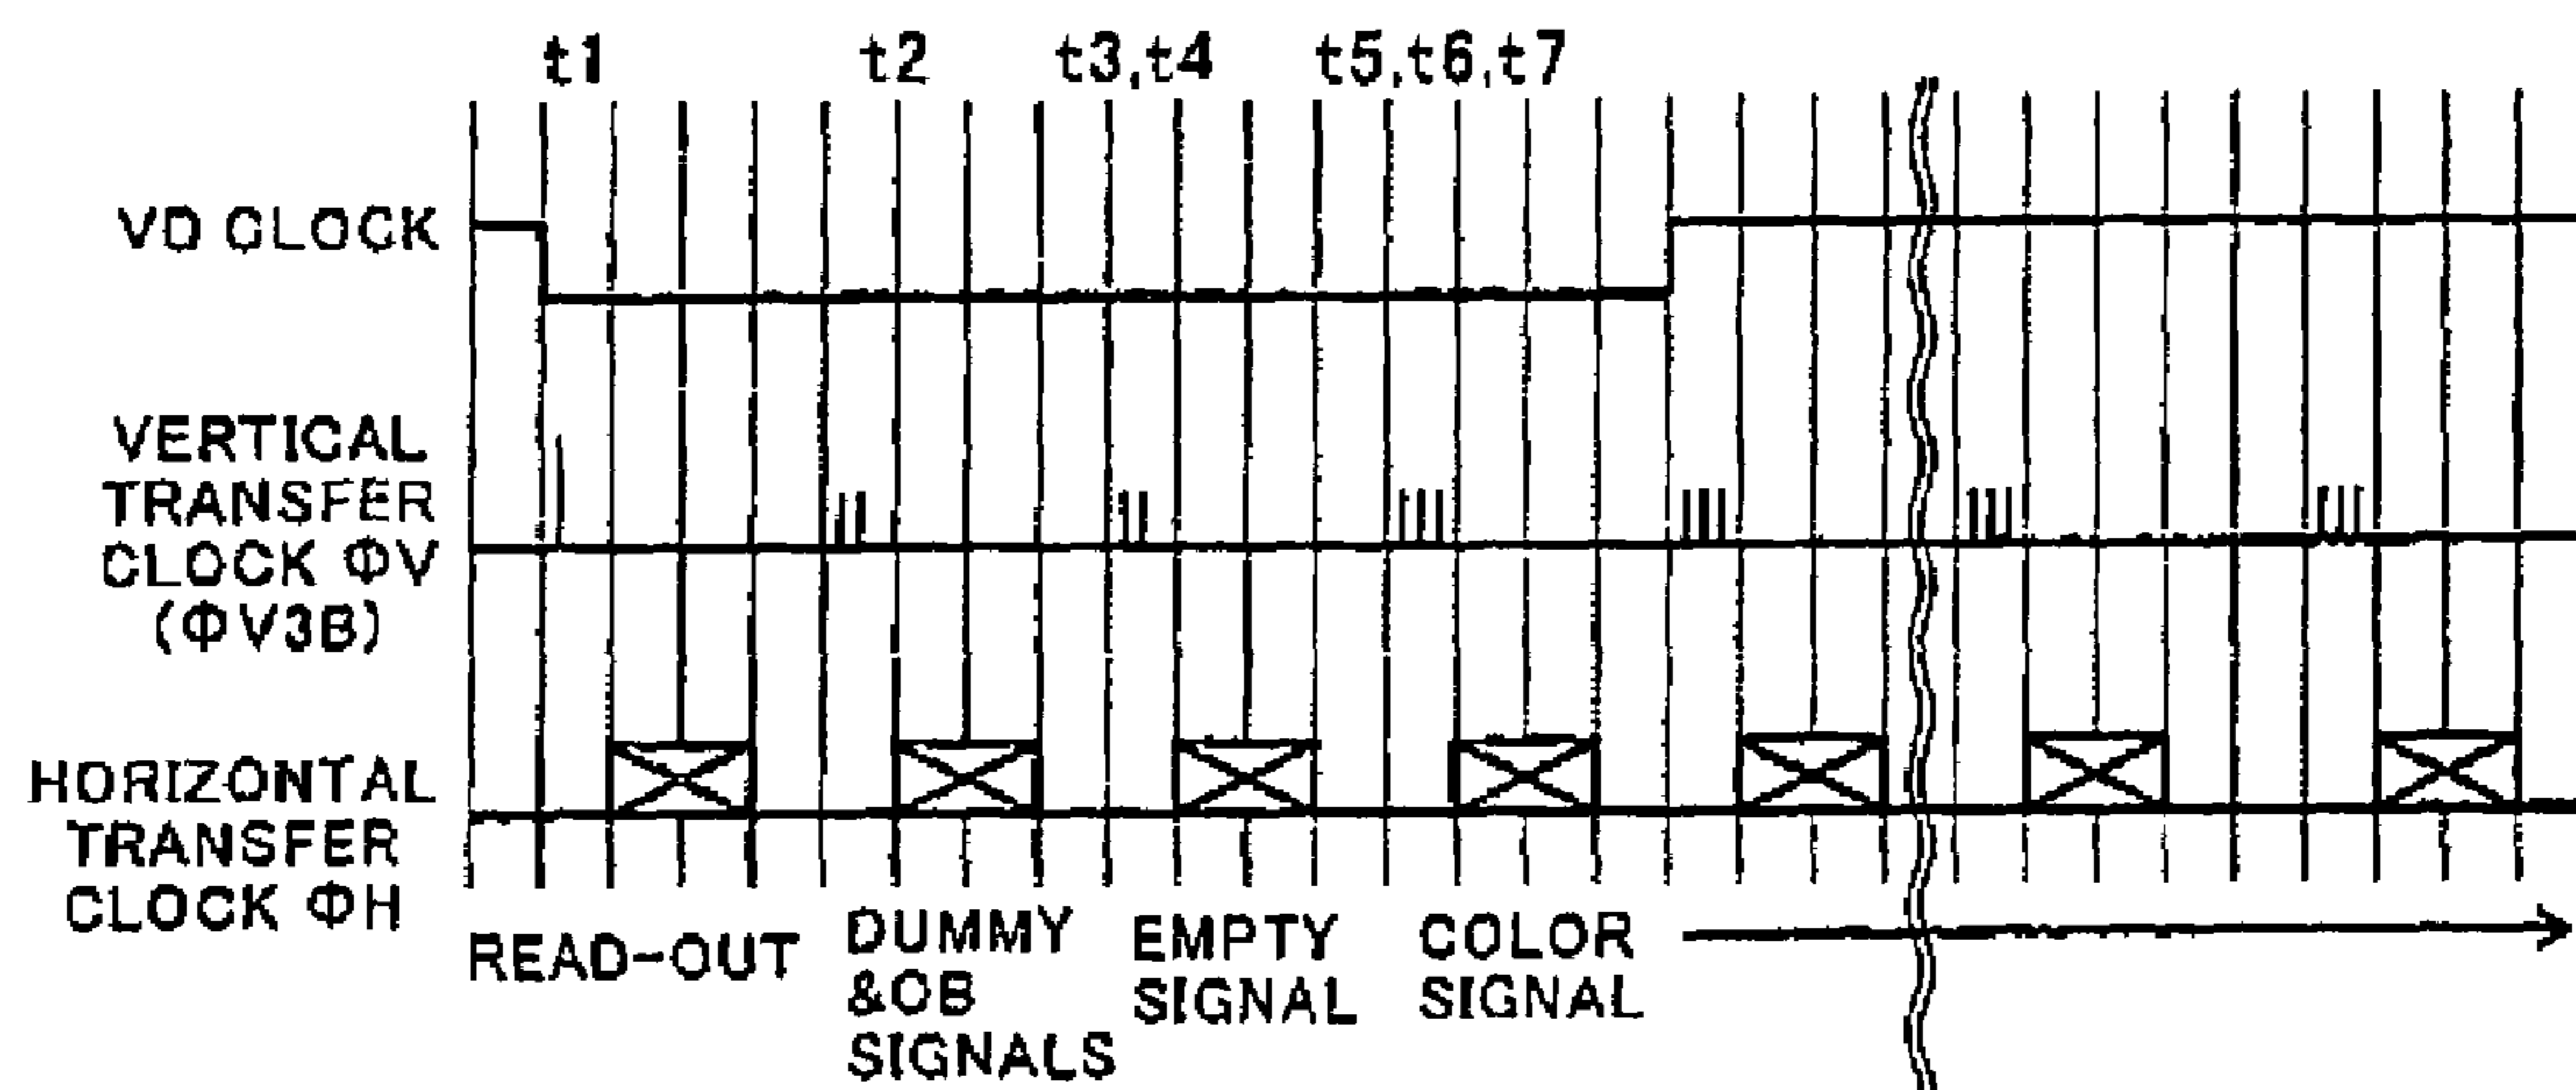 t1 t2 t3,t4 t5,t6,t7
VD CLOCK
VERTICAL
TRANSFER
CLOCK ΦV
(ΦV3B)
HORIZONTAL
TRANSFER
CLOCK ΦH
READ-OUT
DUMMY
&OB
SIGNALS
EMPTY
SIGNAL
COLOR
SIGNAL